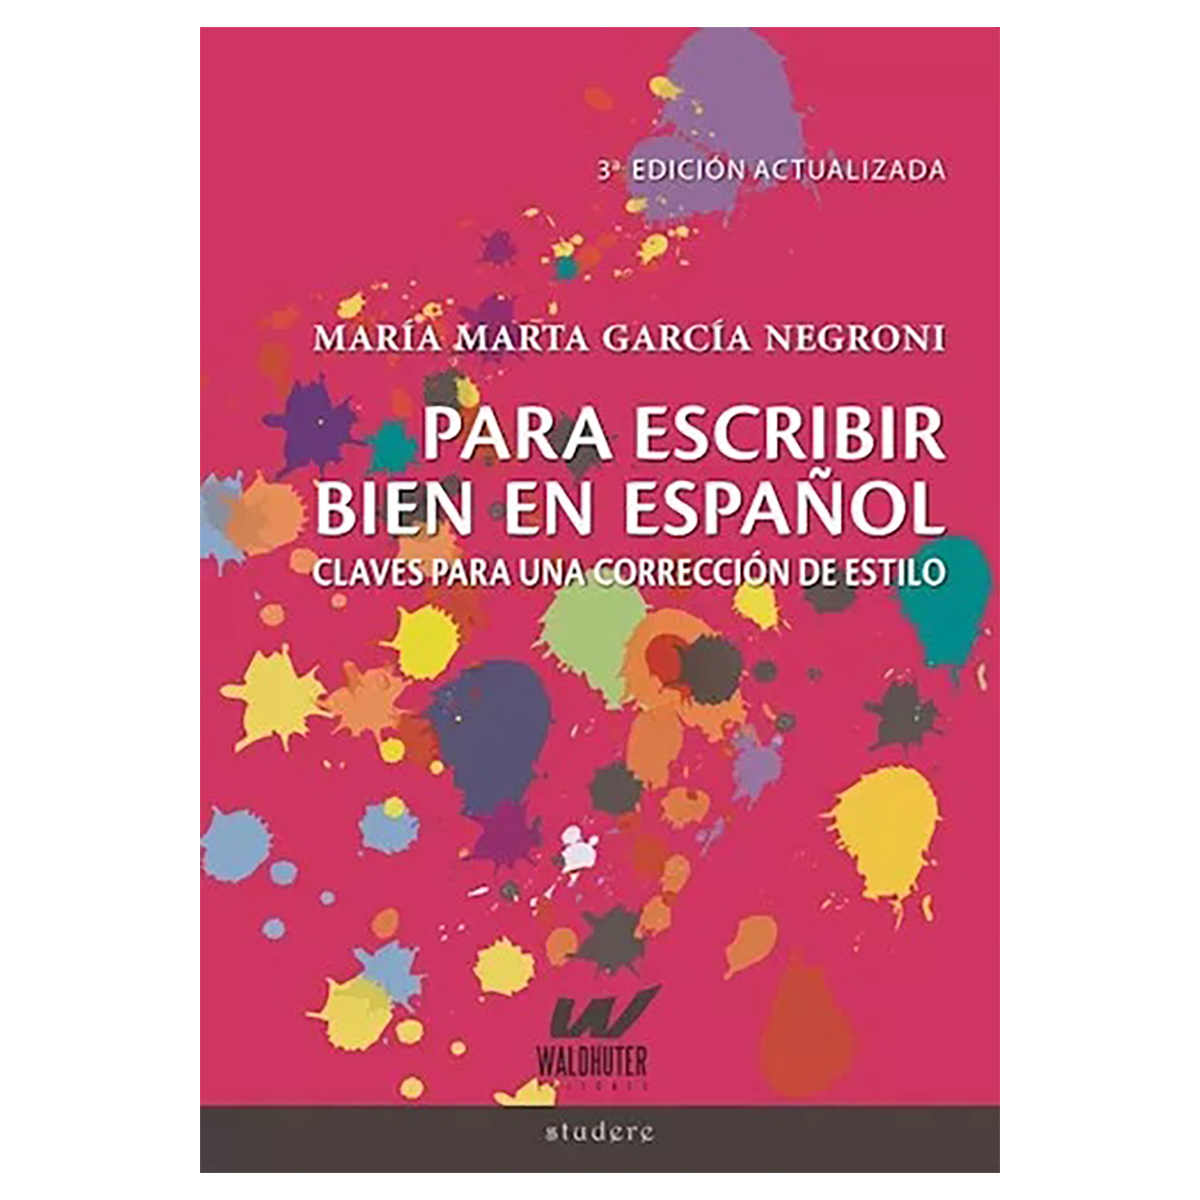 3ª EDICIÓN ACTUALIZADA
MARÍA MARTA GARCÍA NEGRONI
PARA ESCRIBIR
BIEN EN ESPAÑOL
CLAVES PARA UNA CORRECCIÓN DE ESTILO
WALDHUTER
EDICIONES
studere